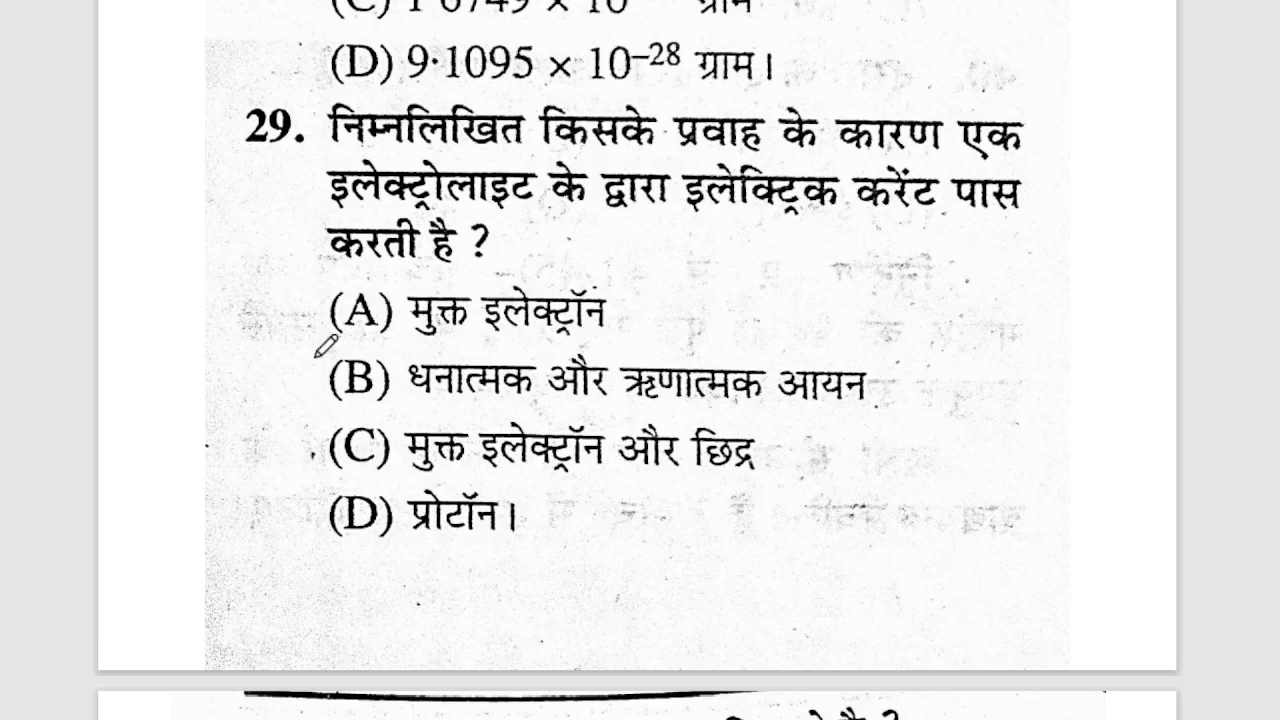 (D) 9·1095 × 10⁻²⁸ ग्राम।
29. निम्नलिखित किसके प्रवाह के कारण एक
इलेक्ट्रोलाइट के द्वारा इलेक्ट्रिक करेंट पास
करती है ?
(A) मुक्त इलेक्ट्रॉन
(B) धनात्मक और ऋणात्मक आयन
(C) मुक्त इलेक्ट्रॉन और छिद्र
(D) प्रोटॉन।